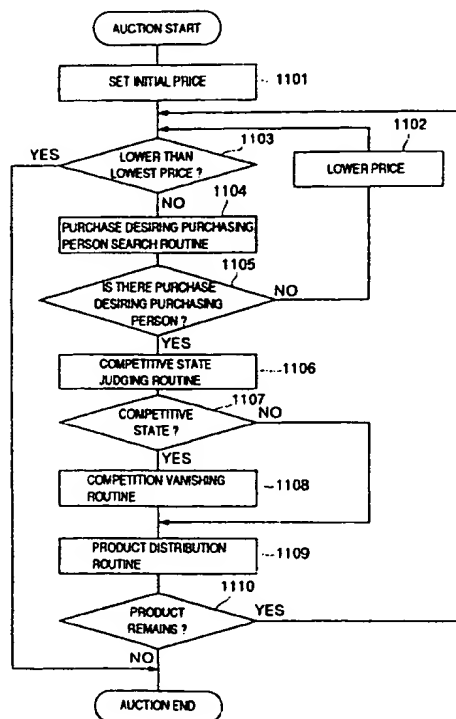 AUCTION START
SET INITIAL PRICE
1101
1102
LOWER PRICE
1103
YES
LOWER THAN
LOWEST PRICE ?
NO
1104
PURCHASE DESIRING PURCHASING
PERSON SEARCH ROUTINE
1105
IS THERE PURCHASE
DESIRING PURCHASING
PERSON ?
NO
YES
COMPETITIVE STATE
JUDGING ROUTINE
1106
1107
COMPETITIVE
STATE ?
NO
YES
COMPETITION VANISHING
ROUTINE
1108
PRODUCT DISTRIBUTION
ROUTINE
1109
1110
PRODUCT
REMAINS ?
YES
NO
AUCTION END